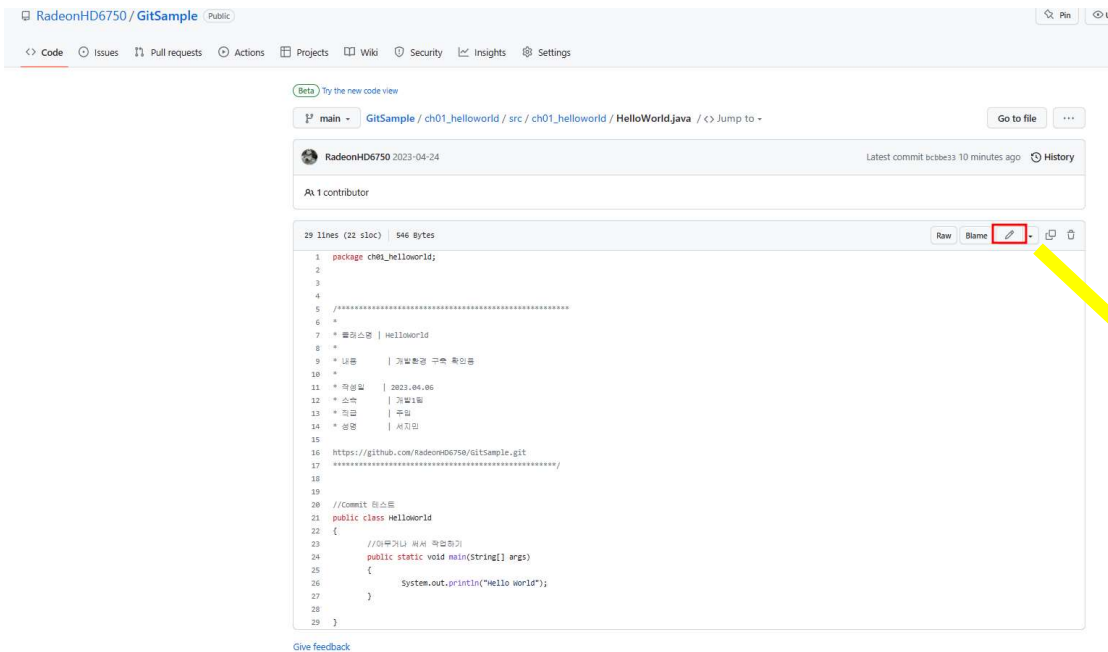 RadeonHD6750 / GitSample Public
Pin
Code Issues Pull requests Actions Projects Wiki Security Insights Settings
Beta Try the new code view
main GitSample / ch01_helloworld / src / ch01_helloworld / HelloWorld.java / <> Jump to
Go to file ...
RadeonHD6750 2023-04-24
Latest commit bcbbe33 10 minutes ago History
1 contributor
29 lines (22 sloc) 546 Bytes
Raw Blame
1 package ch01_helloworld;
2
3
4
5 /******************************************************
6 *
7 * 클래스명 | HelloWorld
8 *
9 * 내용 | 개발환경 구축 확인용
10 *
11 * 작성일 | 2023.04.06
12 * 소속 | 개발1팀
13 * 직급 | 주임
14 * 성명 | 서지민
15
16 https://github.com/RadeonHD6750/GitSample.git
17 ****************************************************/
18
19
20 //Commit 테스트
21 public class HelloWorld
22 {
23 //아무거나 써서 작업하기
24 public static void main(String[] args)
25 {
26 System.out.println("Hello World");
27 }
28
29 }
Give feedback